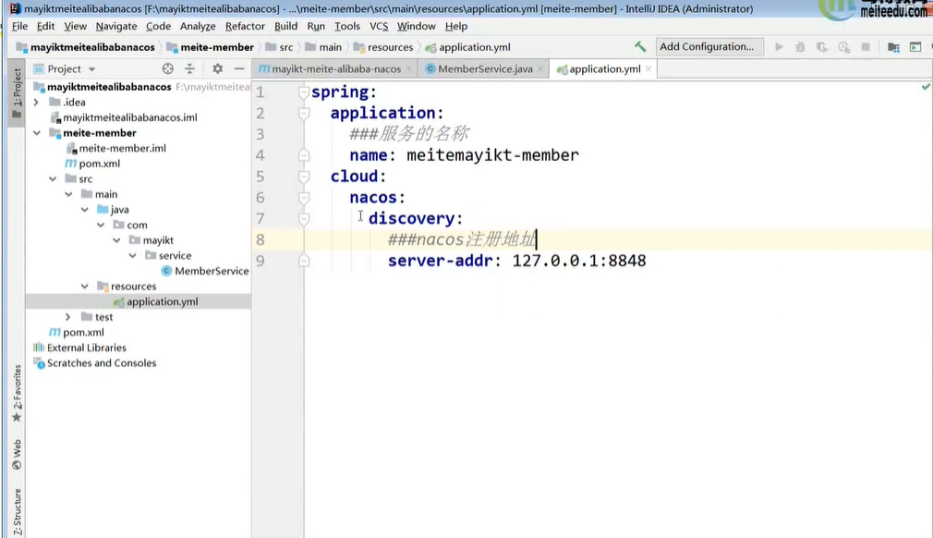 mayiktmeitealibabanacos [F:\mayiktmeitealibabanacos] - ...\meite-member\src\main\resources\application.yml [meite-member] - IntelliJ IDEA (Administrator)
meiteedu.com
File Edit View Navigate Code Analyze Refactor Build Run Tools VCS Window Help
mayiktmeitealibabanacos meite-member src main resources application.yml Add Configuration...
Project mayikt-meite-alibaba-nacos MemberService.java application.yml
1: Project
mayiktmeitealibabanacos F:\mayiktmeitea
.idea
mayiktmeitealibabanacos.iml
meite-member
meite-member.iml
pom.xml
src
main
java
com
mayikt
service
MemberService
resources
application.yml
test
pom.xml
External Libraries
Scratches and Consoles
2: Favorites
Web
Z: Structure
1 spring:
2 application:
3 ###服务的名称
4 name: meitemayikt-member
5 cloud:
6 nacos:
7 discovery:
8 ###nacos注册地址
9 server-addr: 127.0.0.1:8848